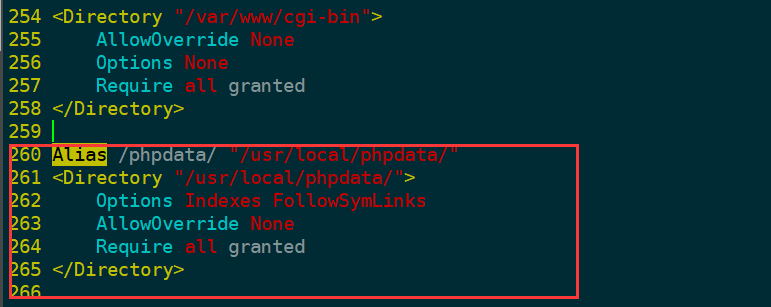 254 <Directory "/var/www/cgi-bin">
255     AllowOverride None
256     Options None
257     Require all granted
258 </Directory>
259
260 Alias /phpdata/ "/usr/local/phpdata/"
261 <Directory "/usr/local/phpdata/">
262     Options Indexes FollowSymLinks
263     AllowOverride None
264     Require all granted
265 </Directory>
266